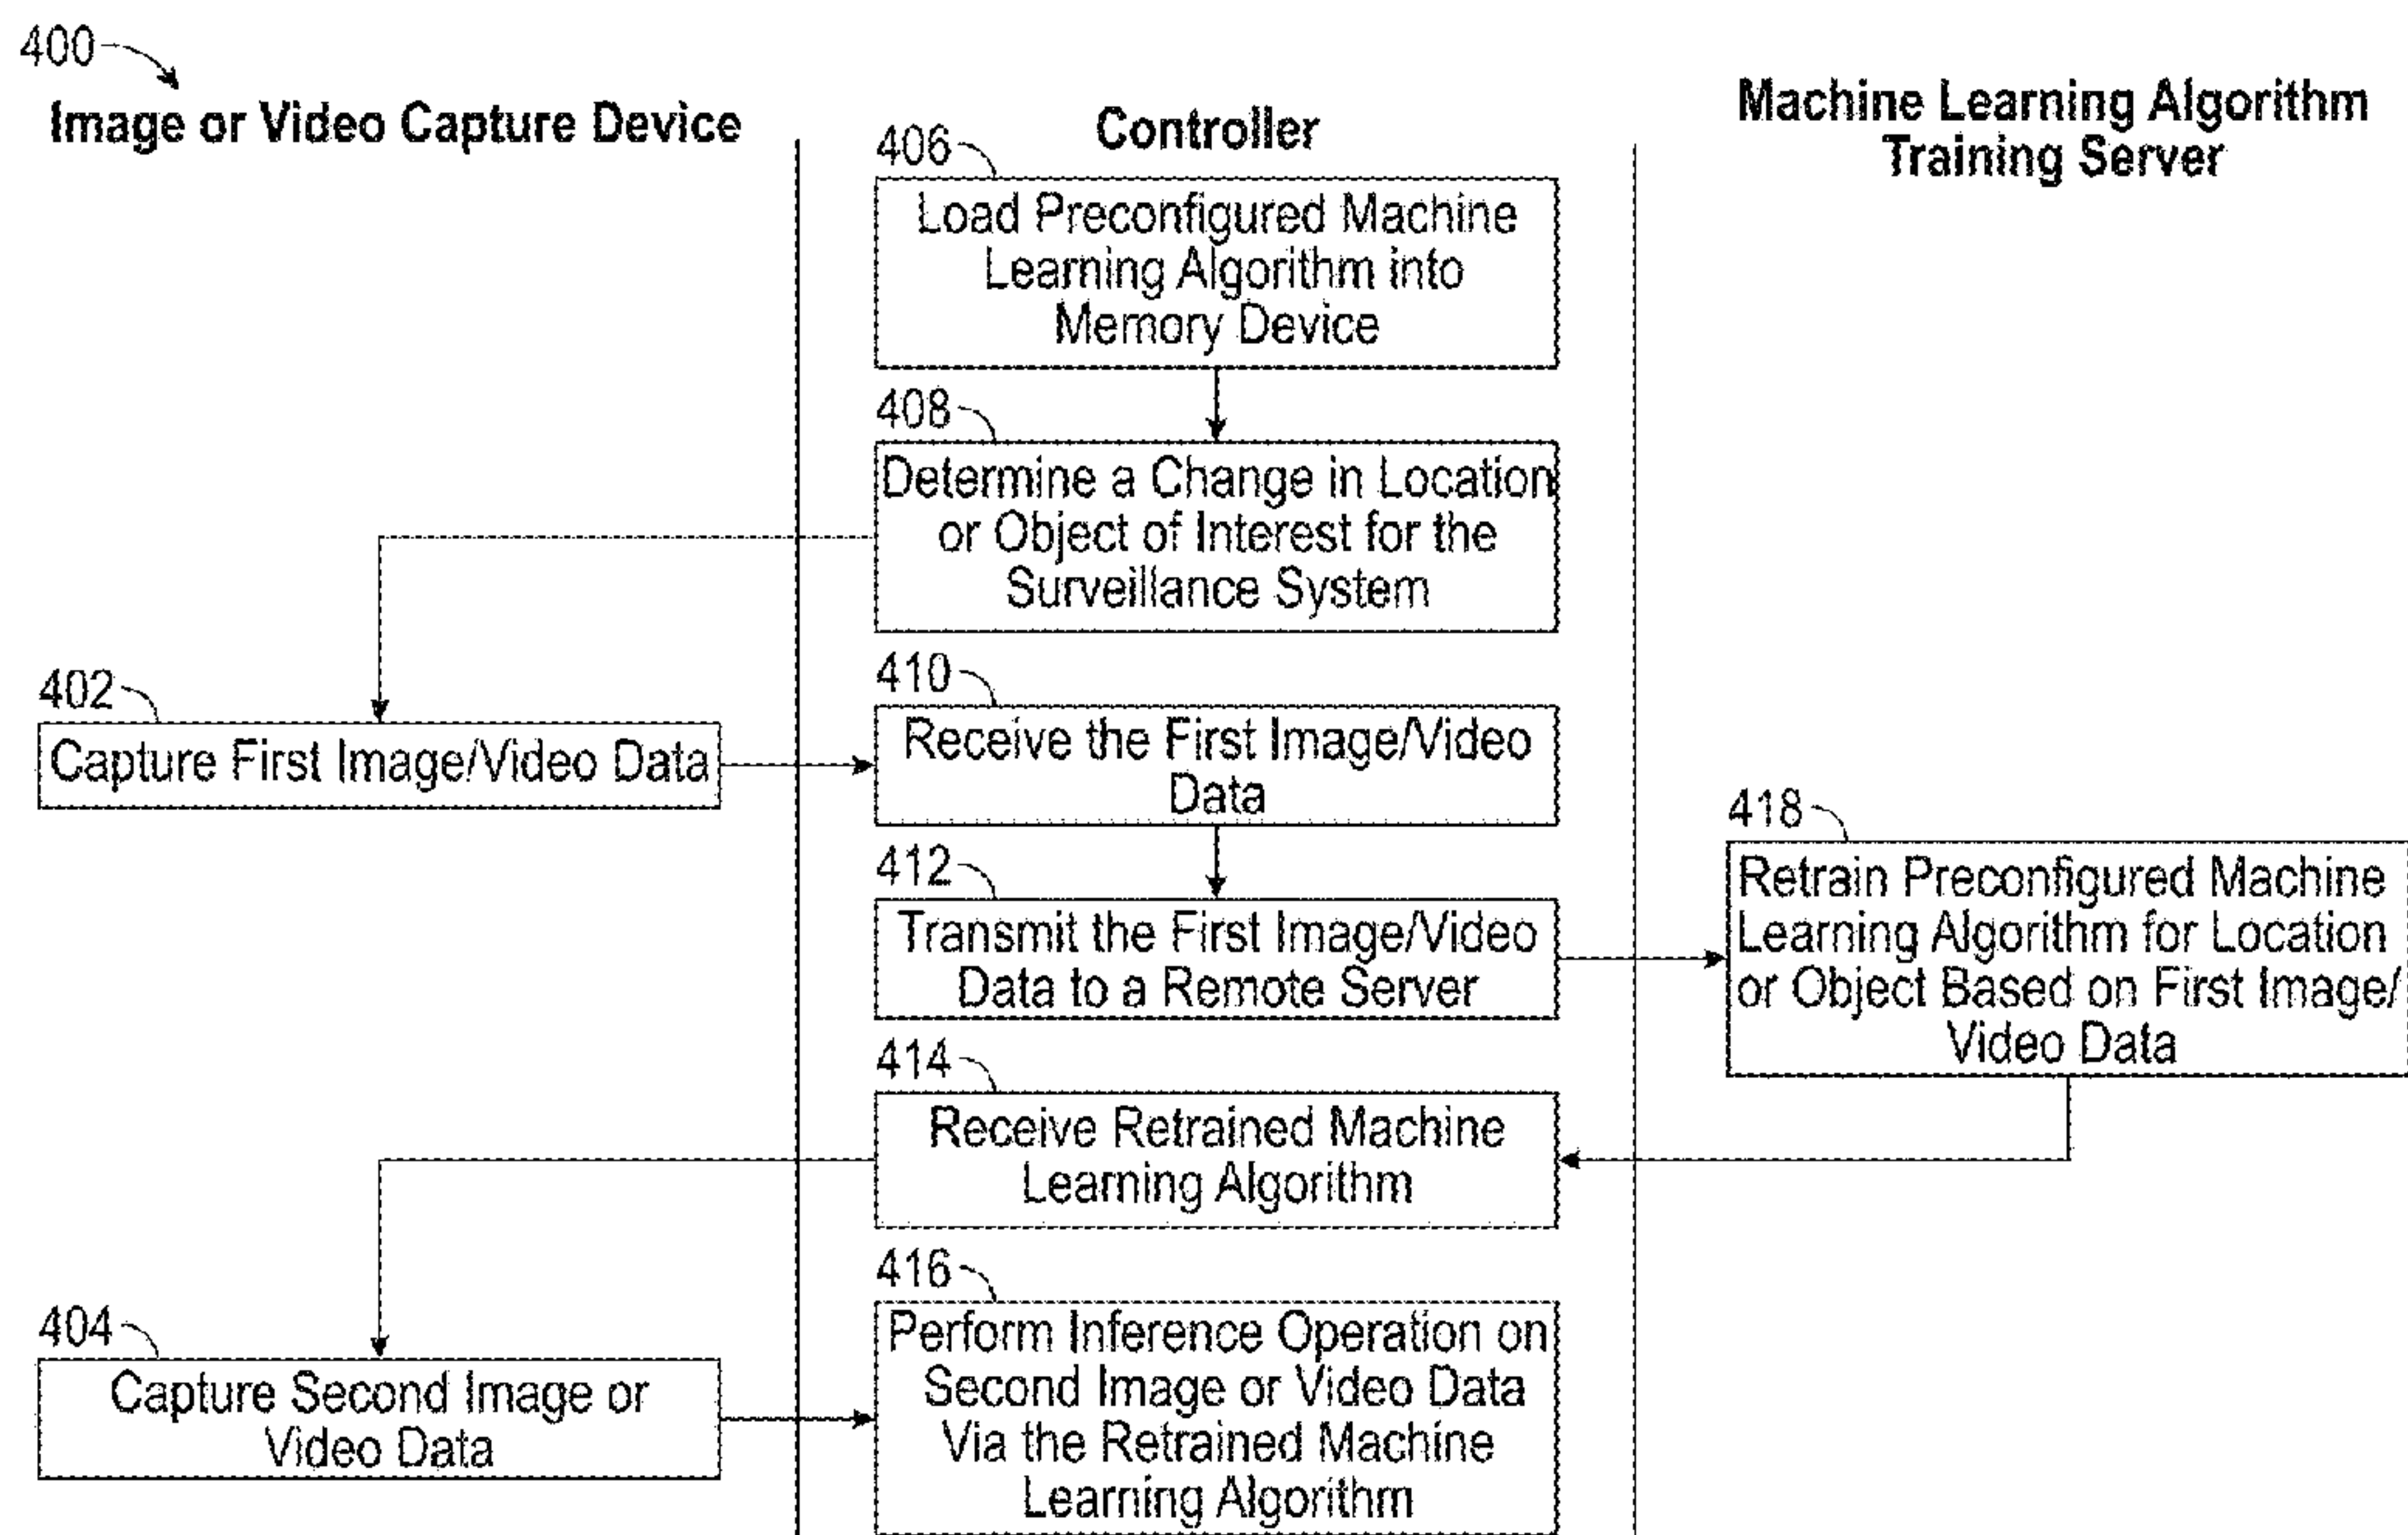 400
Image or Video Capture Device
Controller
Machine Learning Algorithm
Training Server
406
Load Preconfigured Machine
Learning Algorithm into
Memory Device
408
Determine a Change in Location
or Object of Interest for the
Surveillance System
402
Capture First Image/Video Data
410
Receive the First Image/Video
Data
412
Transmit the First Image/Video
Data to a Remote Server
418
Retrain Preconfigured Machine
Learning Algorithm for Location
or Object Based on First Image/
Video Data
414
Receive Retrained Machine
Learning Algorithm
404
Capture Second Image or
Video Data
416
Perform Inference Operation on
Second Image or Video Data
Via the Retrained Machine
Learning Algorithm